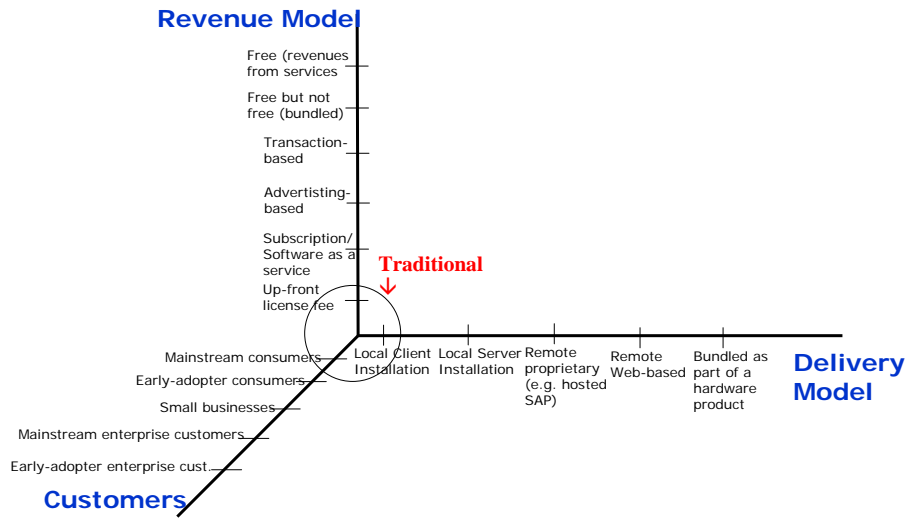 Revenue Model
Free (revenues
from services
Free but not
free (bundled)
Transaction-
based
Advertisting-
based
Subscription/
Software as a
service
Traditional
Up-front
license fee
Mainstream consumers
Early-adopter consumers
Small businesses
Mainstream enterprise customers
Early-adopter enterprise cust.
Customers
Local Client
Installation
Local Server
Installation
Remote
proprietary
(e.g. hosted
SAP)
Remote
Web-based
Bundled as
part of a
hardware
product
Delivery
Model